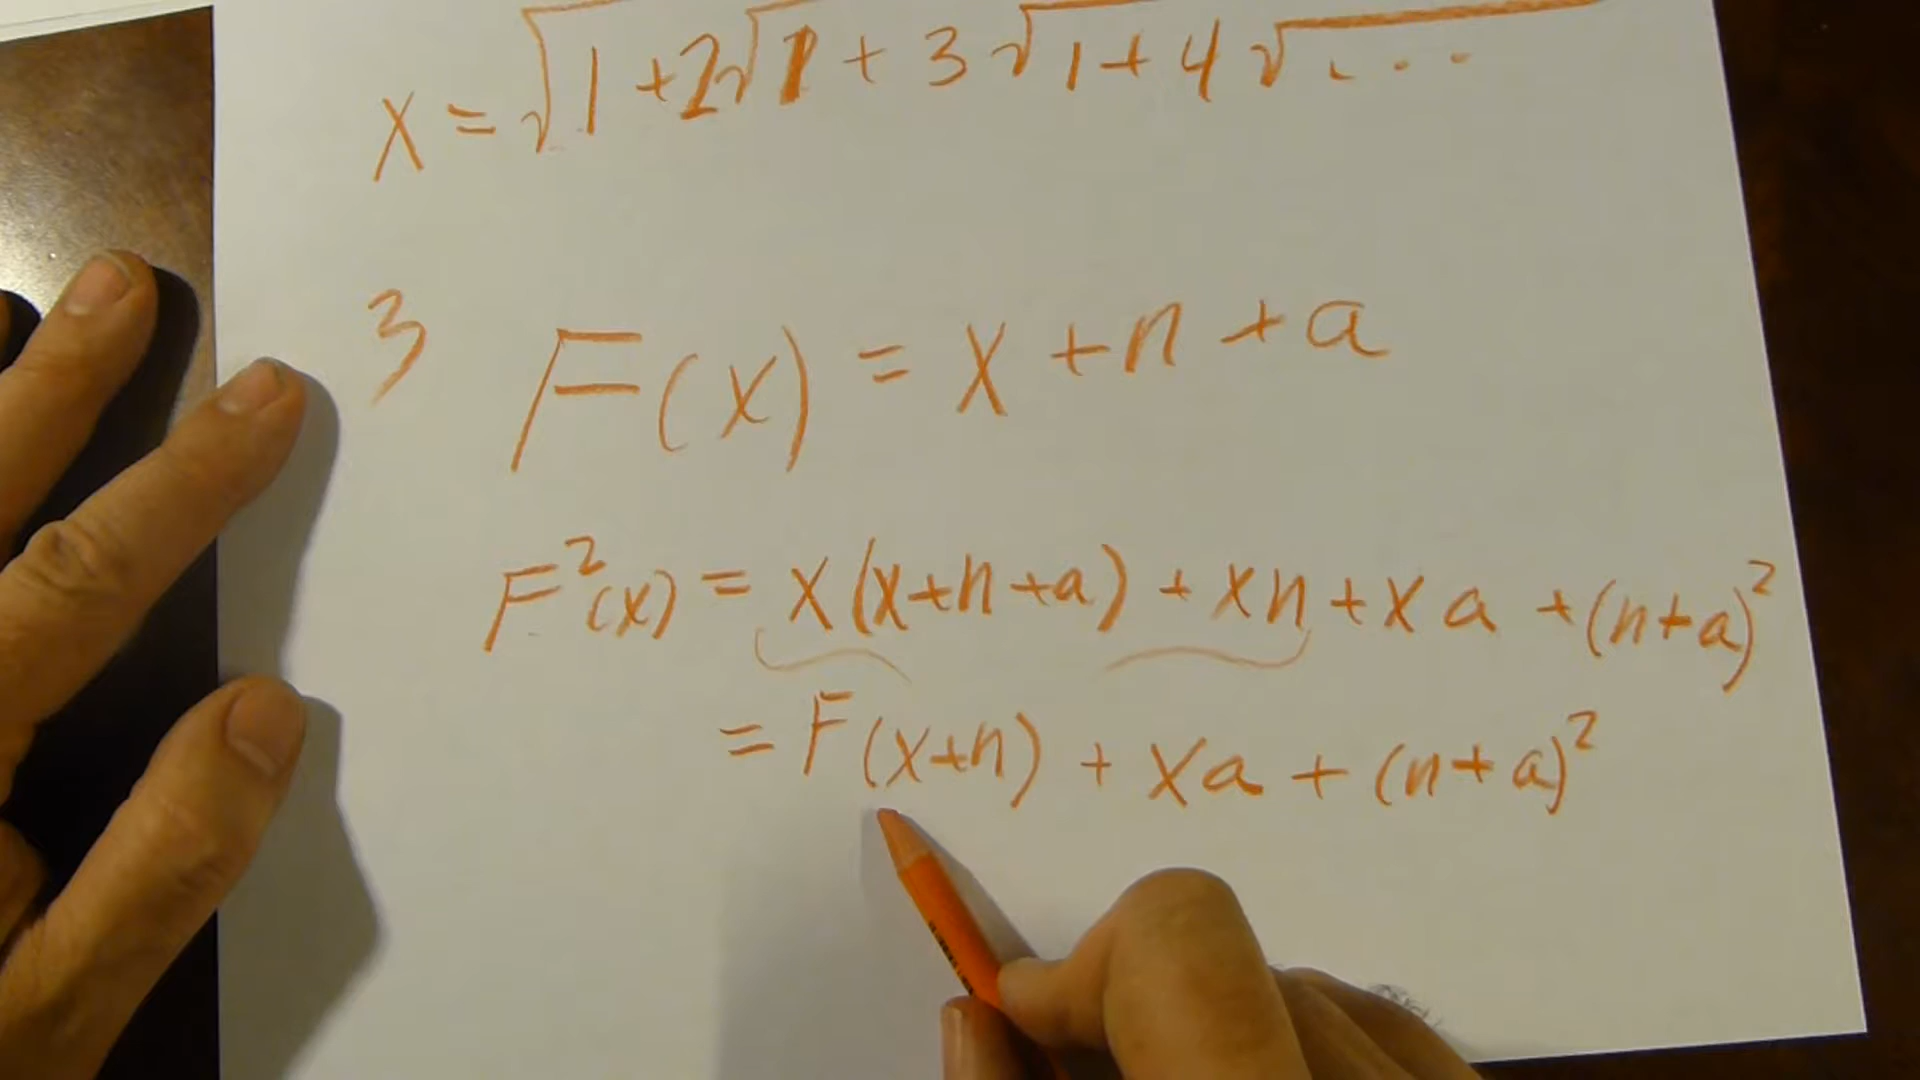 x = √1 + 2√1 + 3√1 + 4√...
3 F(x) = x + n + a
F²(x) = x(x+n+a) + xn + xa + (n+a)²
= F(x+n) + xa + (n+a)²